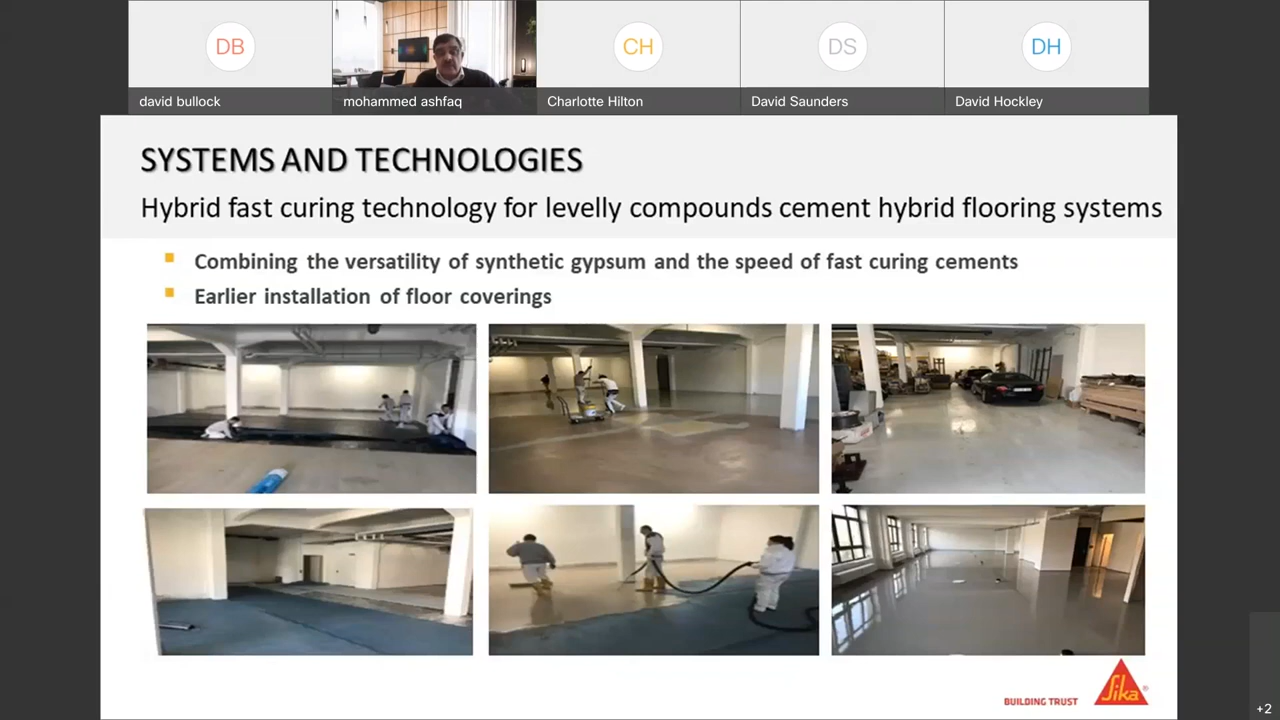 DB
CH
DS
DH
david bullock
mohammed ashfaq
Charlotte Hilton
David Saunders
David Hockley
SYSTEMS AND TECHNOLOGIES
Hybrid fast curing technology for levelly compounds cement hybrid flooring systems
Combining the versatility of synthetic gypsum and the speed of fast curing cements
Earlier installation of floor coverings
BUILDING TRUST
Sika®
+2